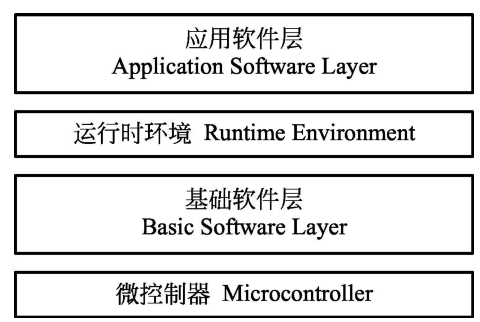 应用软件层
Application Software Layer
运行时环境 Runtime Environment
基础软件层
Basic Software Layer
微控制器 Microcontroller